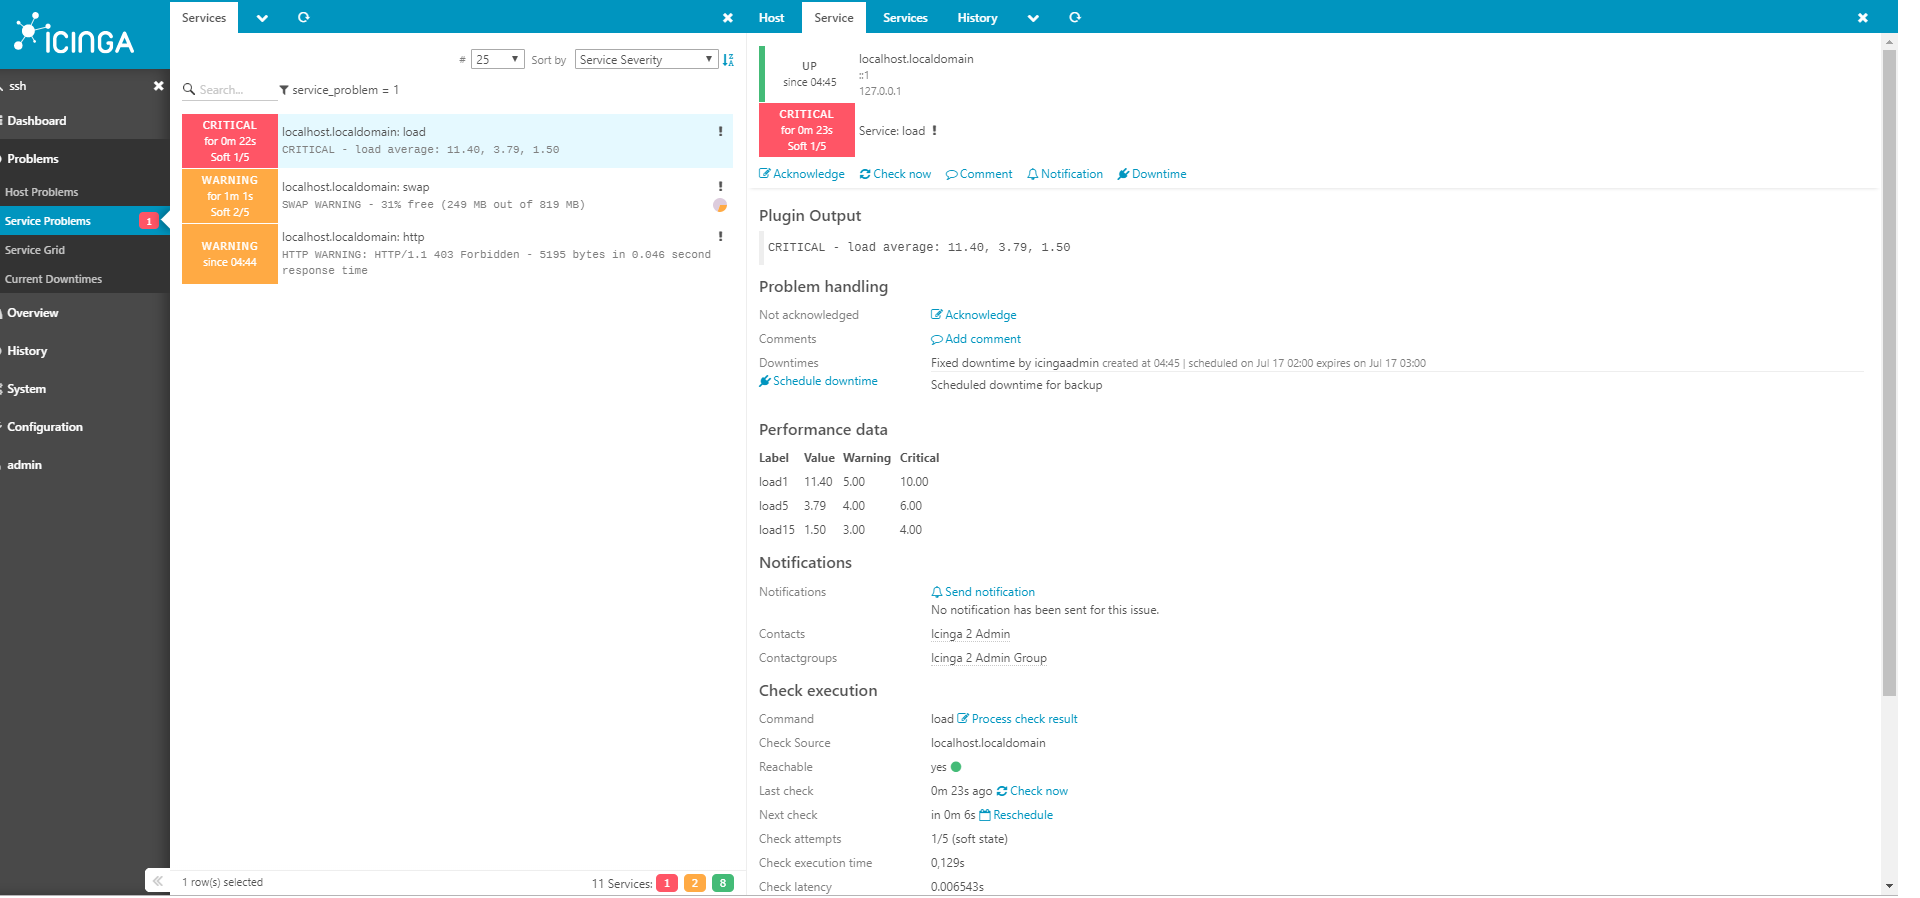 ICINGA
ssh
Dashboard
Problems
Host Problems
Service Problems 1
Service Grid
Current Downtimes
Overview
History
System
Configuration
admin
Services
# 25 Sort by Service Severity
Search... service_problem = 1
CRITICAL
for 0m 22s
Soft 1/5
localhost.localdomain: load
CRITICAL - load average: 11.40, 3.79, 1.50
WARNING
for 1m 1s
Soft 2/5
localhost.localdomain: swap
SWAP WARNING - 31% free (249 MB out of 819 MB)
WARNING
since 04:44
localhost.localdomain: http
HTTP WARNING: HTTP/1.1 403 Forbidden - 5195 bytes in 0.046 second
response time
1 row(s) selected
11 Services: 1 2 8
Host Service Services History
UP
since 04:45
localhost.localdomain
::1
127.0.0.1
CRITICAL
for 0m 23s
Soft 1/5
Service: load
Acknowledge Check now Comment Notification Downtime
Plugin Output
CRITICAL - load average: 11.40, 3.79, 1.50
Problem handling
Not acknowledged Acknowledge
Comments Add comment
Downtimes Fixed downtime by icingaadmin created at 04:45 | scheduled on Jul 17 02:00 expires on Jul 17 03:00
Schedule downtime Scheduled downtime for backup
Performance data
Label Value Warning Critical
load1 11.40 5.00 10.00
load5 3.79 4.00 6.00
load15 1.50 3.00 4.00
Notifications
Notifications Send notification
No notification has been sent for this issue.
Contacts Icinga 2 Admin
Contactgroups Icinga 2 Admin Group
Check execution
Command load Process check result
Check Source localhost.localdomain
Reachable yes
Last check 0m 23s ago Check now
Next check in 0m 6s Reschedule
Check attempts 1/5 (soft state)
Check execution time 0,129s
Check latency 0.006543s